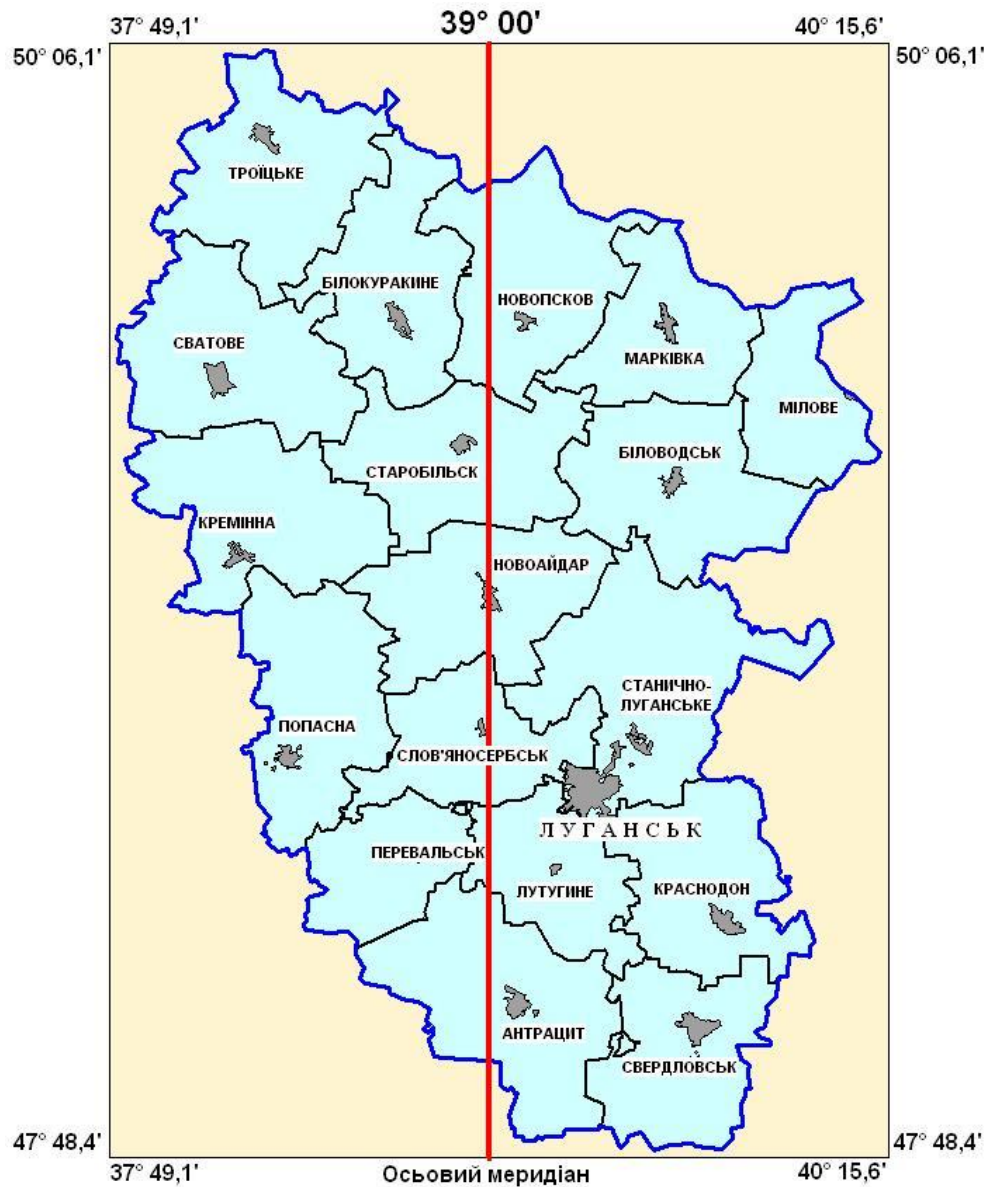 37° 49,1'
39° 00'
40° 15,6'
50° 06,1'
50° 06,1'
ТРОЇЦЬКЕ
БІЛОКУРАКИНЕ
НОВОПСКОВ
СВАТОВЕ
МАРКІВКА
МІЛОВЕ
СТАРОБІЛЬСК
БІЛОВОДСЬК
КРЕМІННА
НОВОАЙДАР
СТАНИЧНО-
ЛУГАНСЬКЕ
ПОПАСНА
СЛОВ'ЯНОСЕРБСЬК
ЛУГАНСЬК
ПЕРЕВАЛЬСЬК
ЛУТУГИНЕ
КРАСНОДОН
АНТРАЦИТ
СВЕРДЛОВСЬК
47° 48,4'
47° 48,4'
37° 49,1'
Осьовий меридіан
40° 15,6'